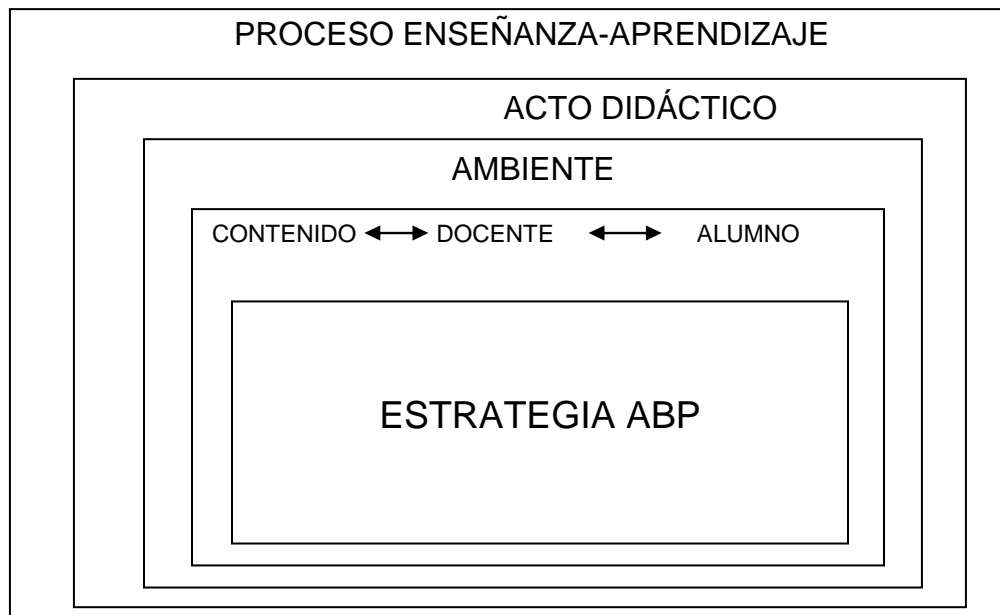 PROCESO ENSEÑANZA-APRENDIZAJE
ACTO DIDÁCTICO
AMBIENTE
CONTENIDO DOCENTE ALUMNO
ESTRATEGIA ABP